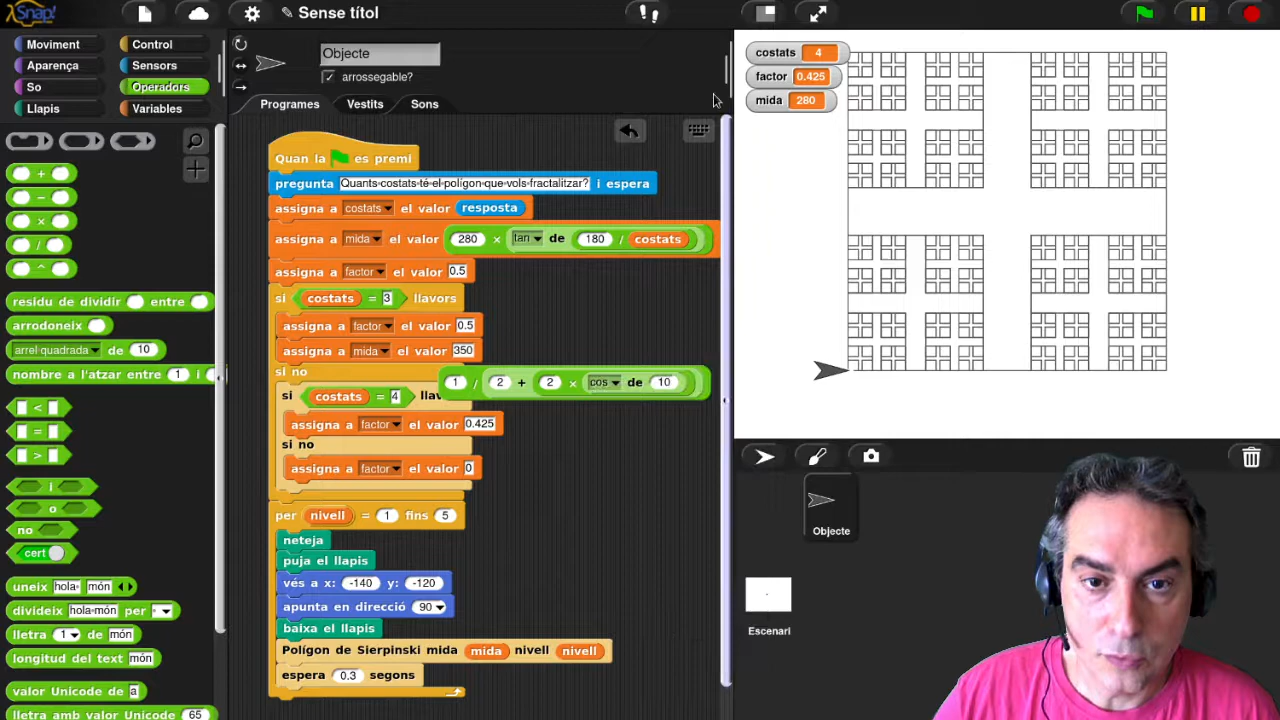 Snap!
Sense títol
Moviment
Control
Aparença
Sensors
So
Operadors
Llapis
Variables
+
−
×
/
^
residu de dividir entre
arrodoneix
arrel quadrada de 10
nombre a l'atzar entre 1 i
<
=
>
i
o
no
cert
uneix hola· món
divideix hola·món per ·
lletra 1 de món
longitud del text món
valor Unicode de a
lletra amb valor Unicode 65
Objecte
arrossegable?
Programes
Vestits
Sons
Quan la es premi
pregunta Quants·costats·té·el·polígon·que·vols·fractalitzar? i espera
assigna a costats el valor resposta
assigna a mida el valor 280 × tan de 180 / costats
assigna a factor el valor 0.5
si costats = 3 llavors
assigna a factor el valor 0.5
assigna a mida el valor 350
si no
1 / 2 + 2 × cos de 10
si costats = 4 llav
assigna a factor el valor 0.425
si no
assigna a factor el valor 0
per nivell = 1 fins 5
neteja
puja el llapis
vés a x: -140 y: -120
apunta en direcció 90
baixa el llapis
Polígon de Sierpinski mida mida nivell nivell
espera 0.3 segons
costats 4
factor 0.425
mida 280
Objecte
Escenari